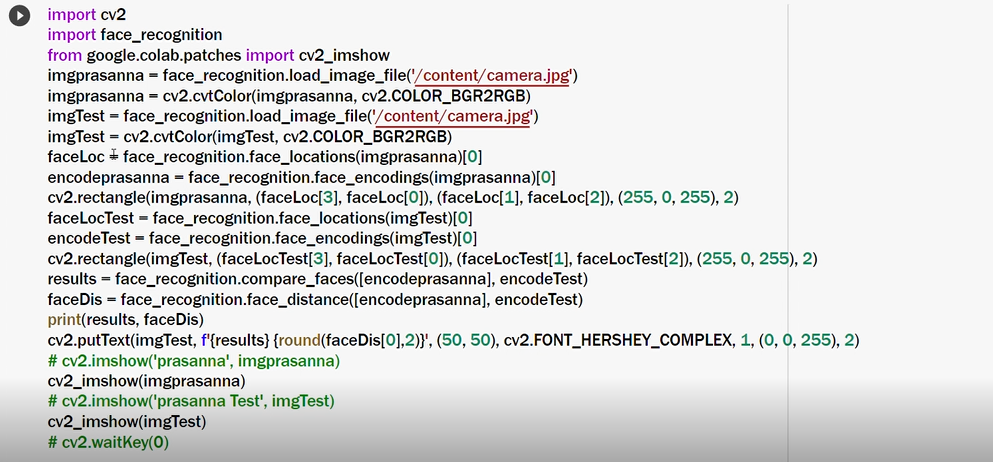 import cv2
import face_recognition
from google.colab.patches import cv2_imshow
imgprasanna = face_recognition.load_image_file('/content/camera.jpg')
imgprasanna = cv2.cvtColor(imgprasanna, cv2.COLOR_BGR2RGB)
imgTest = face_recognition.load_image_file('/content/camera.jpg')
imgTest = cv2.cvtColor(imgTest, cv2.COLOR_BGR2RGB)
faceLoc = face_recognition.face_locations(imgprasanna)[0]
encodeprasanna = face_recognition.face_encodings(imgprasanna)[0]
cv2.rectangle(imgprasanna, (faceLoc[3], faceLoc[0]), (faceLoc[1], faceLoc[2]), (255, 0, 255), 2)
faceLocTest = face_recognition.face_locations(imgTest)[0]
encodeTest = face_recognition.face_encodings(imgTest)[0]
cv2.rectangle(imgTest, (faceLocTest[3], faceLocTest[0]), (faceLocTest[1], faceLocTest[2]), (255, 0, 255), 2)
results = face_recognition.compare_faces([encodeprasanna], encodeTest)
faceDis = face_recognition.face_distance([encodeprasanna], encodeTest)
print(results, faceDis)
cv2.putText(imgTest, f'{results} {round(faceDis[0],2)}', (50, 50), cv2.FONT_HERSHEY_COMPLEX, 1, (0, 0, 255), 2)
# cv2.imshow('prasanna', imgprasanna)
cv2_imshow(imgprasanna)
# cv2.imshow('prasanna Test', imgTest)
cv2_imshow(imgTest)
# cv2.waitKey(0)